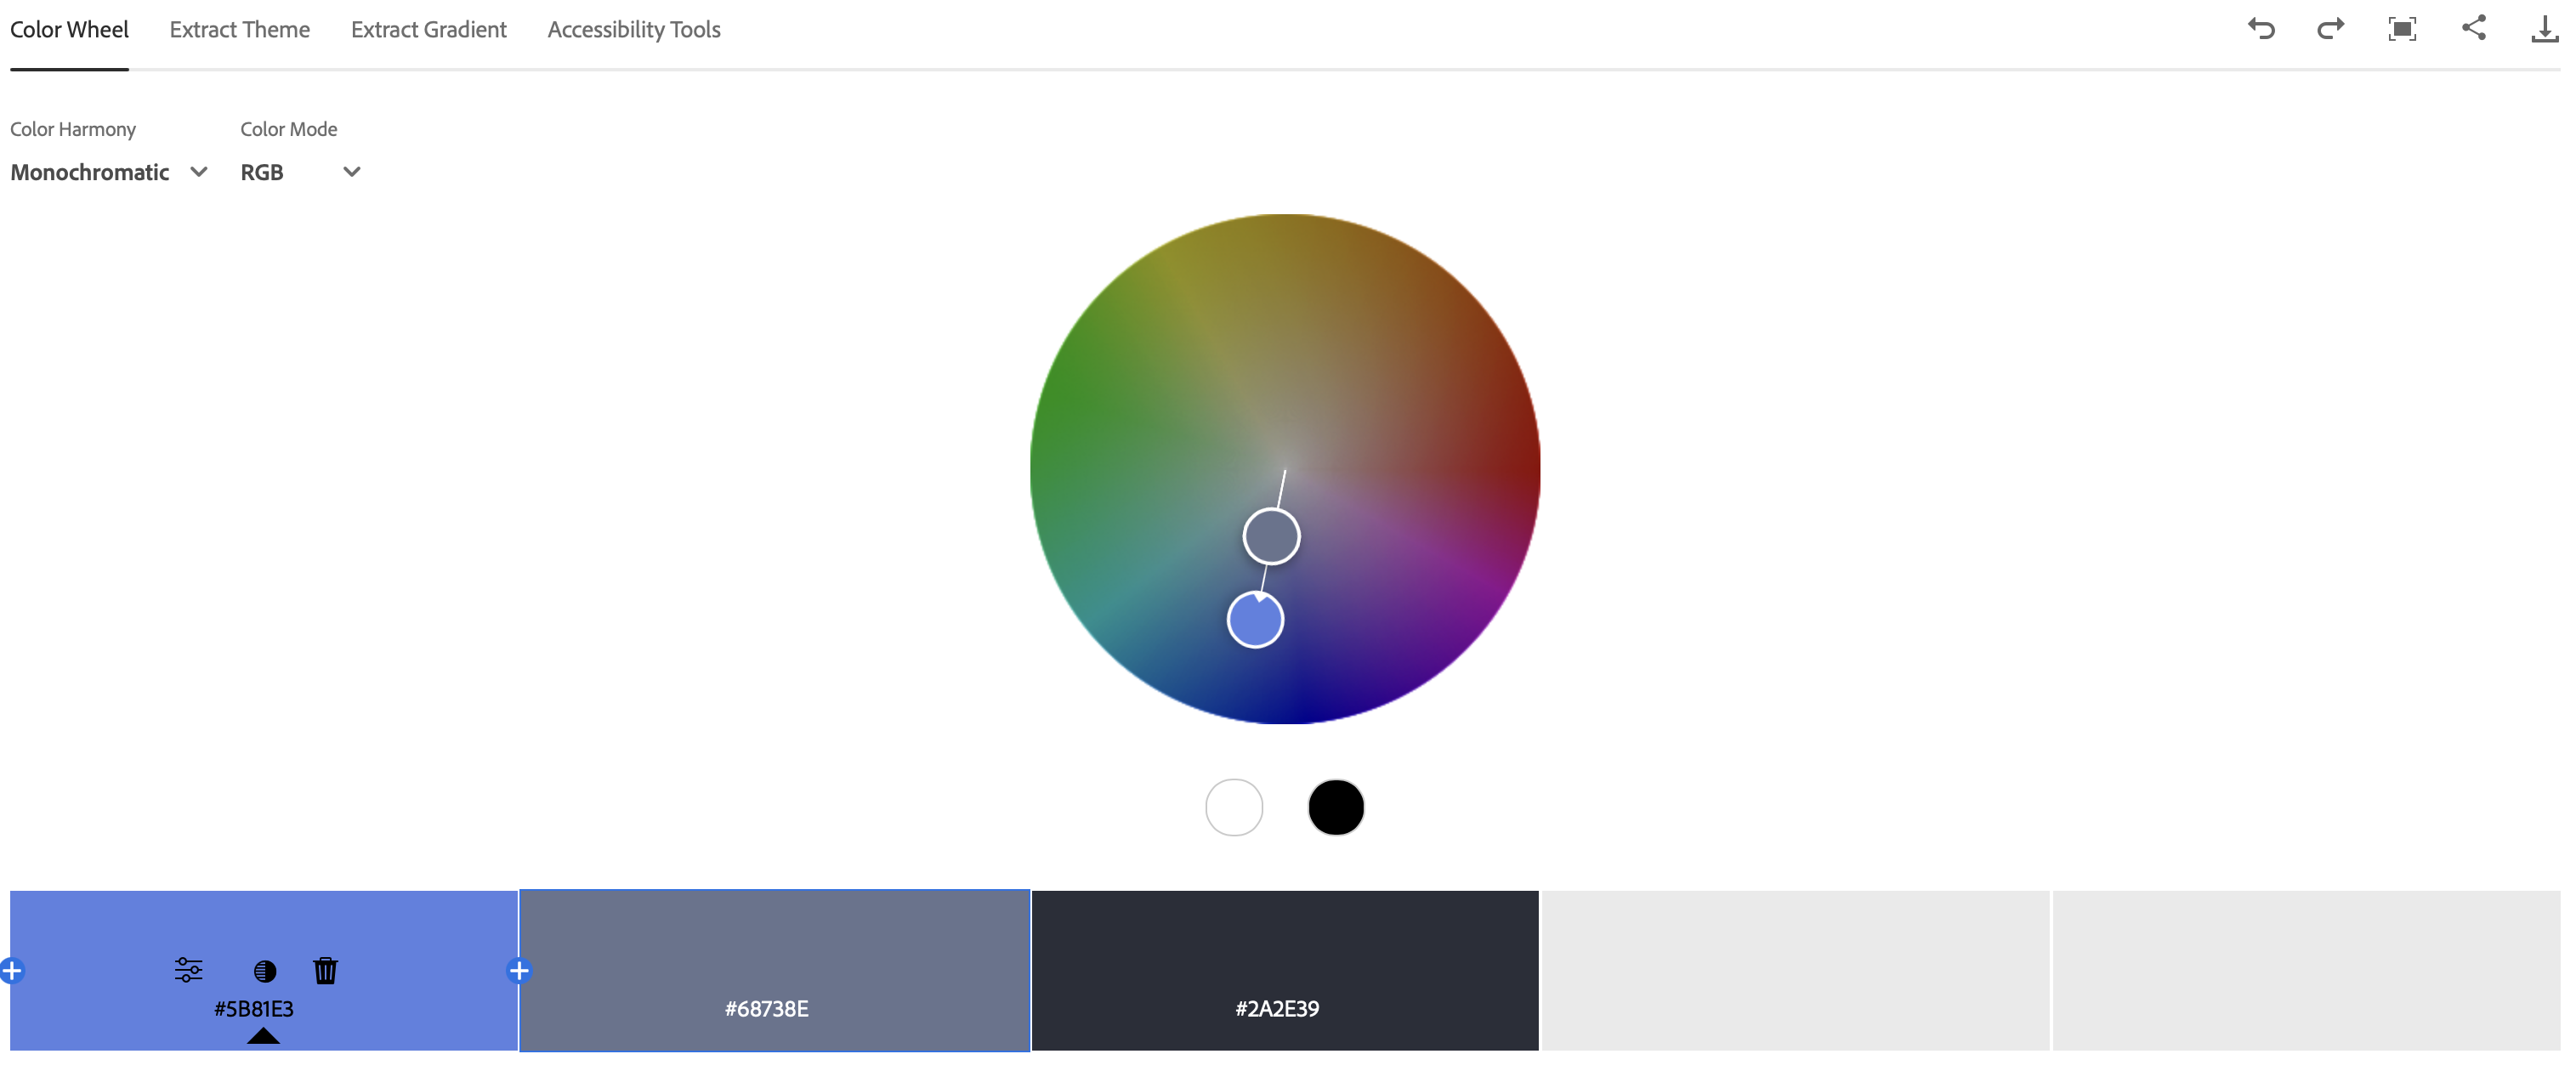 Color Wheel Extract Theme Extract Gradient Accessibility Tools
Color Harmony Color Mode
Monochromatic RGB
#5B81E3 #68738E #2A2E39